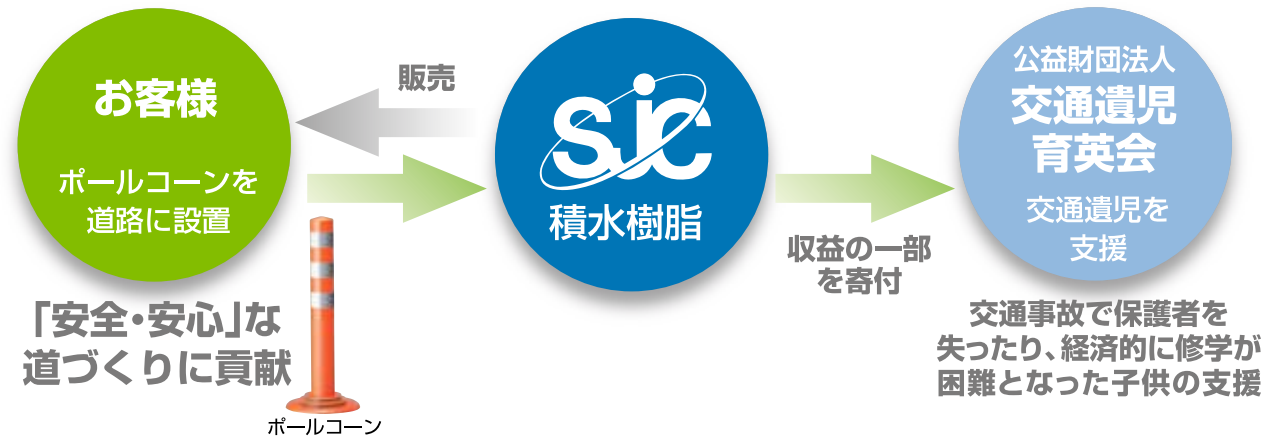 お客様
ポールコーンを
道路に設置
「安全・安心」な
道づくりに貢献
販売
ポールコーン
SJC
積水樹脂
収益の一部
を寄付
公益財団法人
交通遺児
育英会
交通遺児を
支援
交通事故で保護者を
失ったり、経済的に修学が
困難となった子供の支援